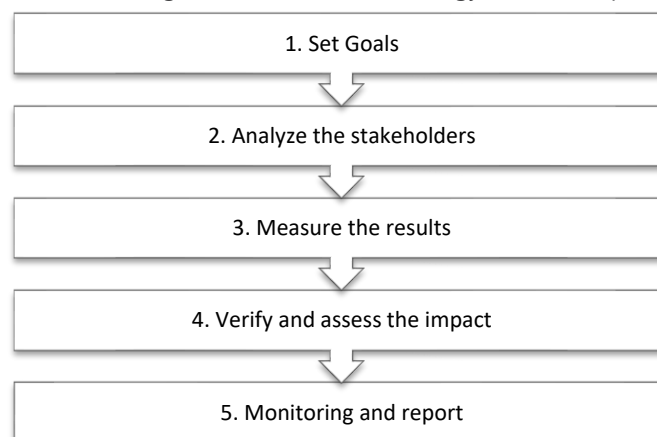 1. Set Goals
2. Analyze the stakeholders
3. Measure the results
4. Verify and assess the impact
5. Monitoring and report